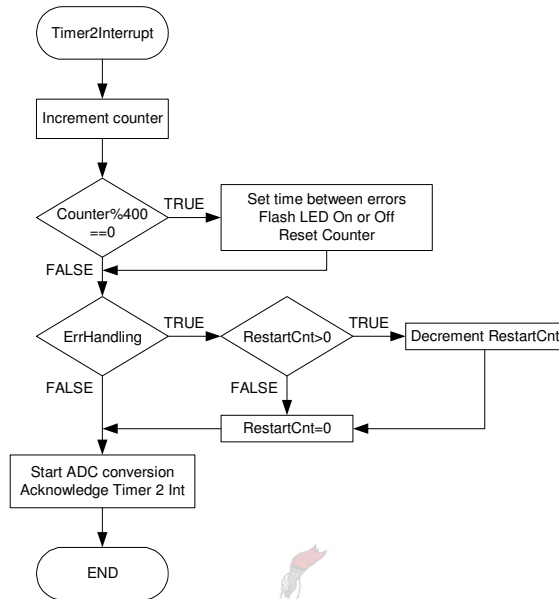 Timer2Interrupt
Increment counter
Counter%400
==0
TRUE
Set time between errors
Flash LED On or Off
Reset Counter
FALSE
ErrHandling
TRUE
RestartCnt>0
TRUE
Decrement RestartCnt
FALSE
FALSE
RestartCnt=0
Start ADC conversion
Acknowledge Timer 2 Int
END